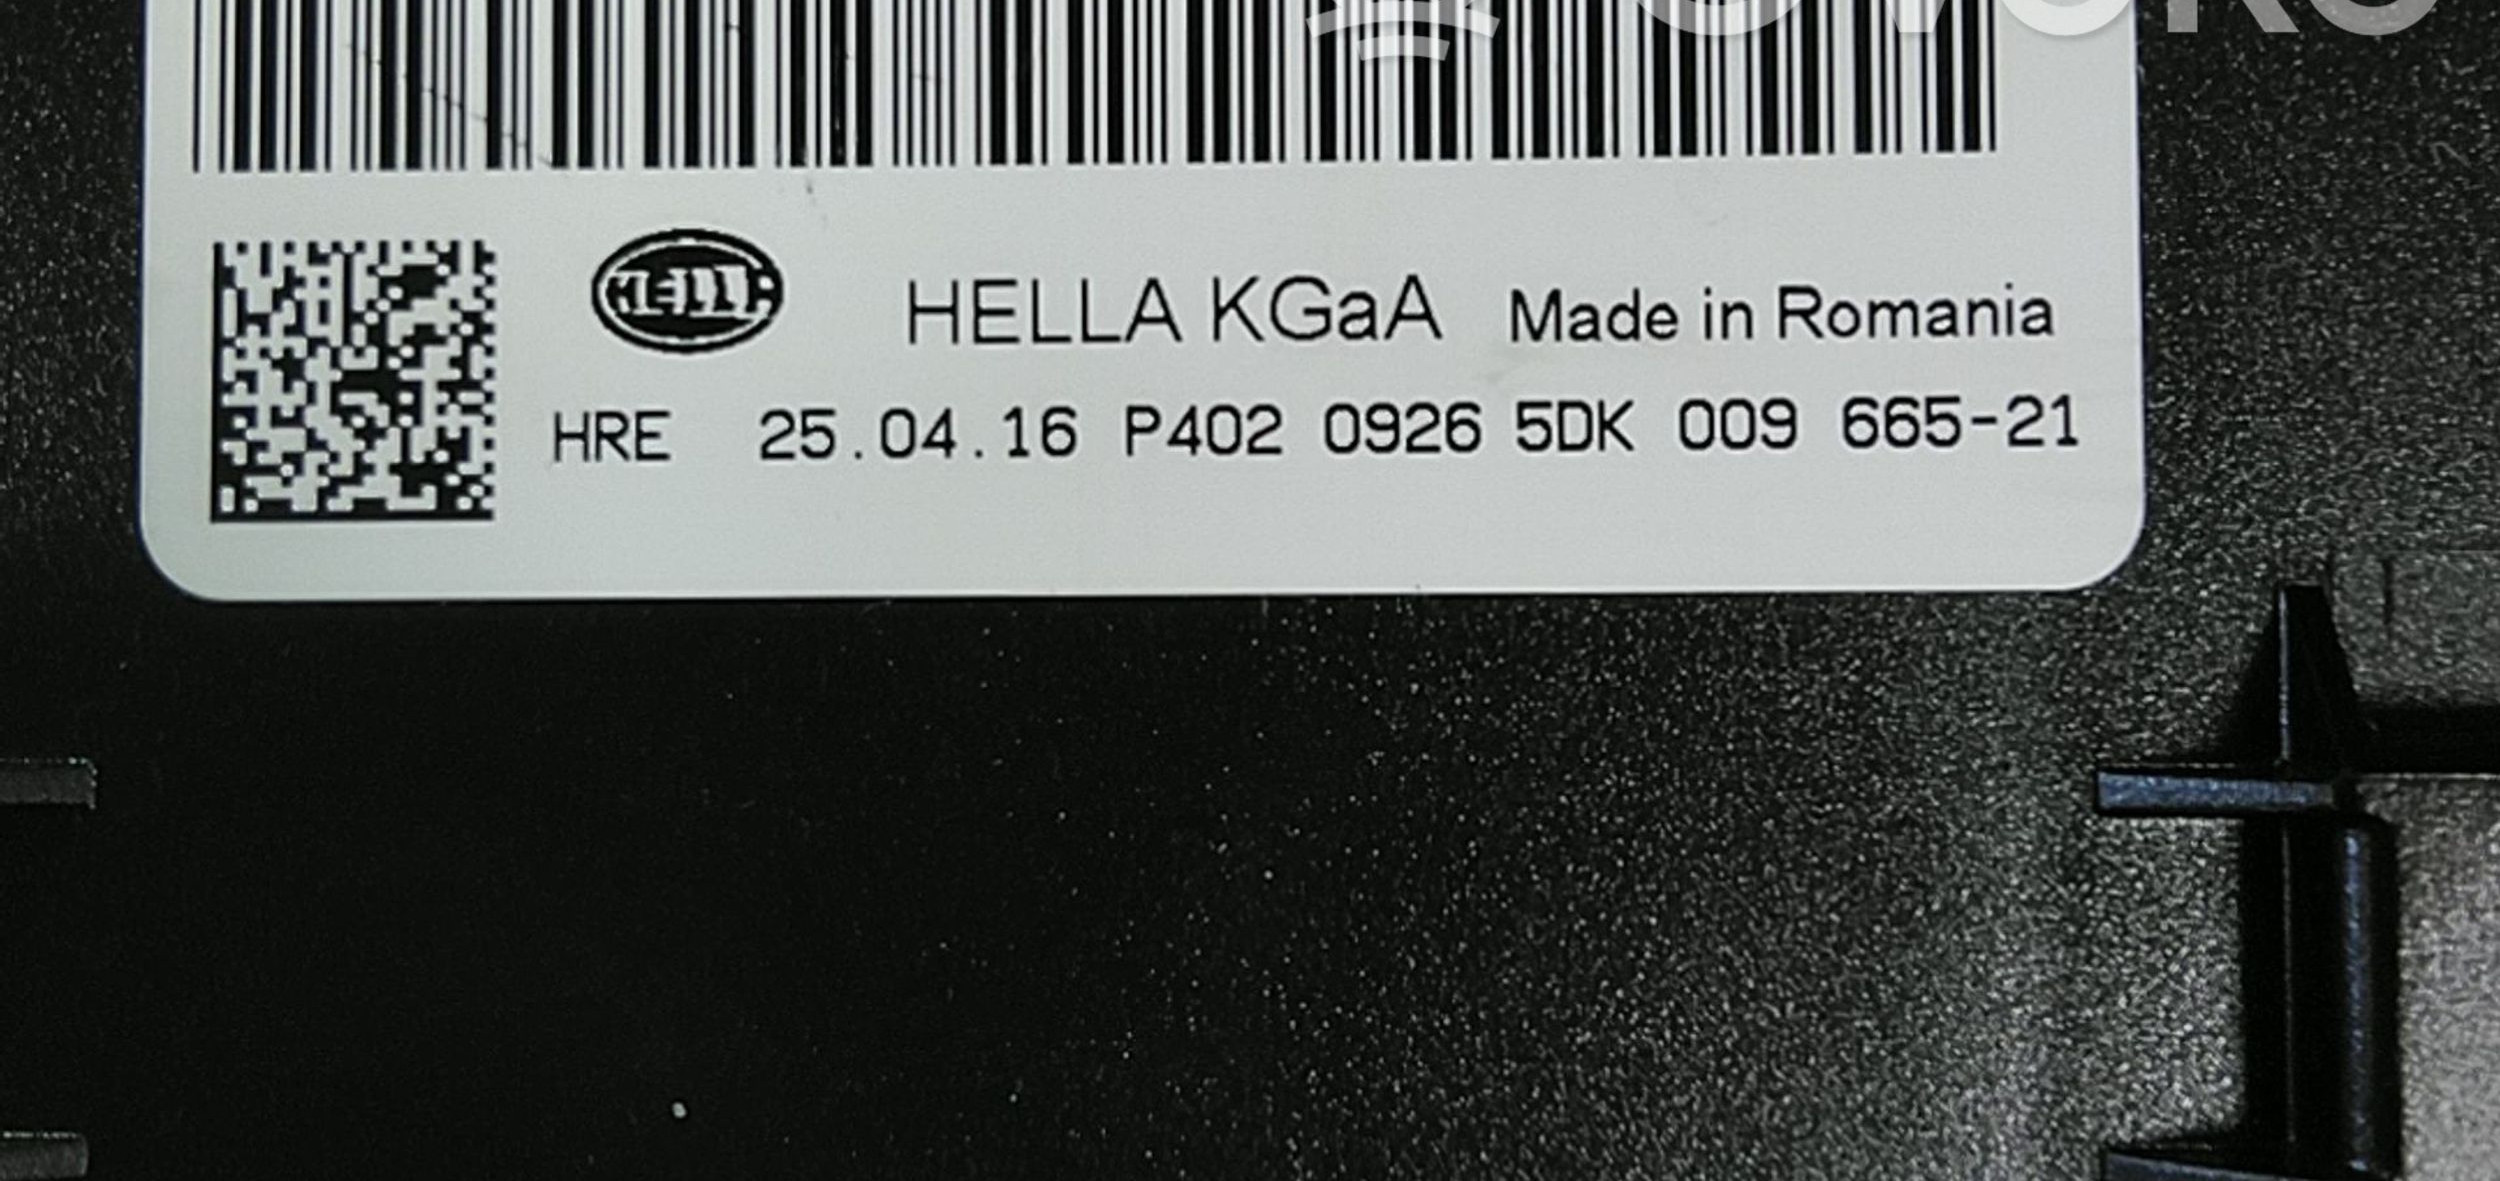 HELLA HELLA KGaA Made in Romania
HRE 25.04.16 P402 0926 5DK 009 665-21